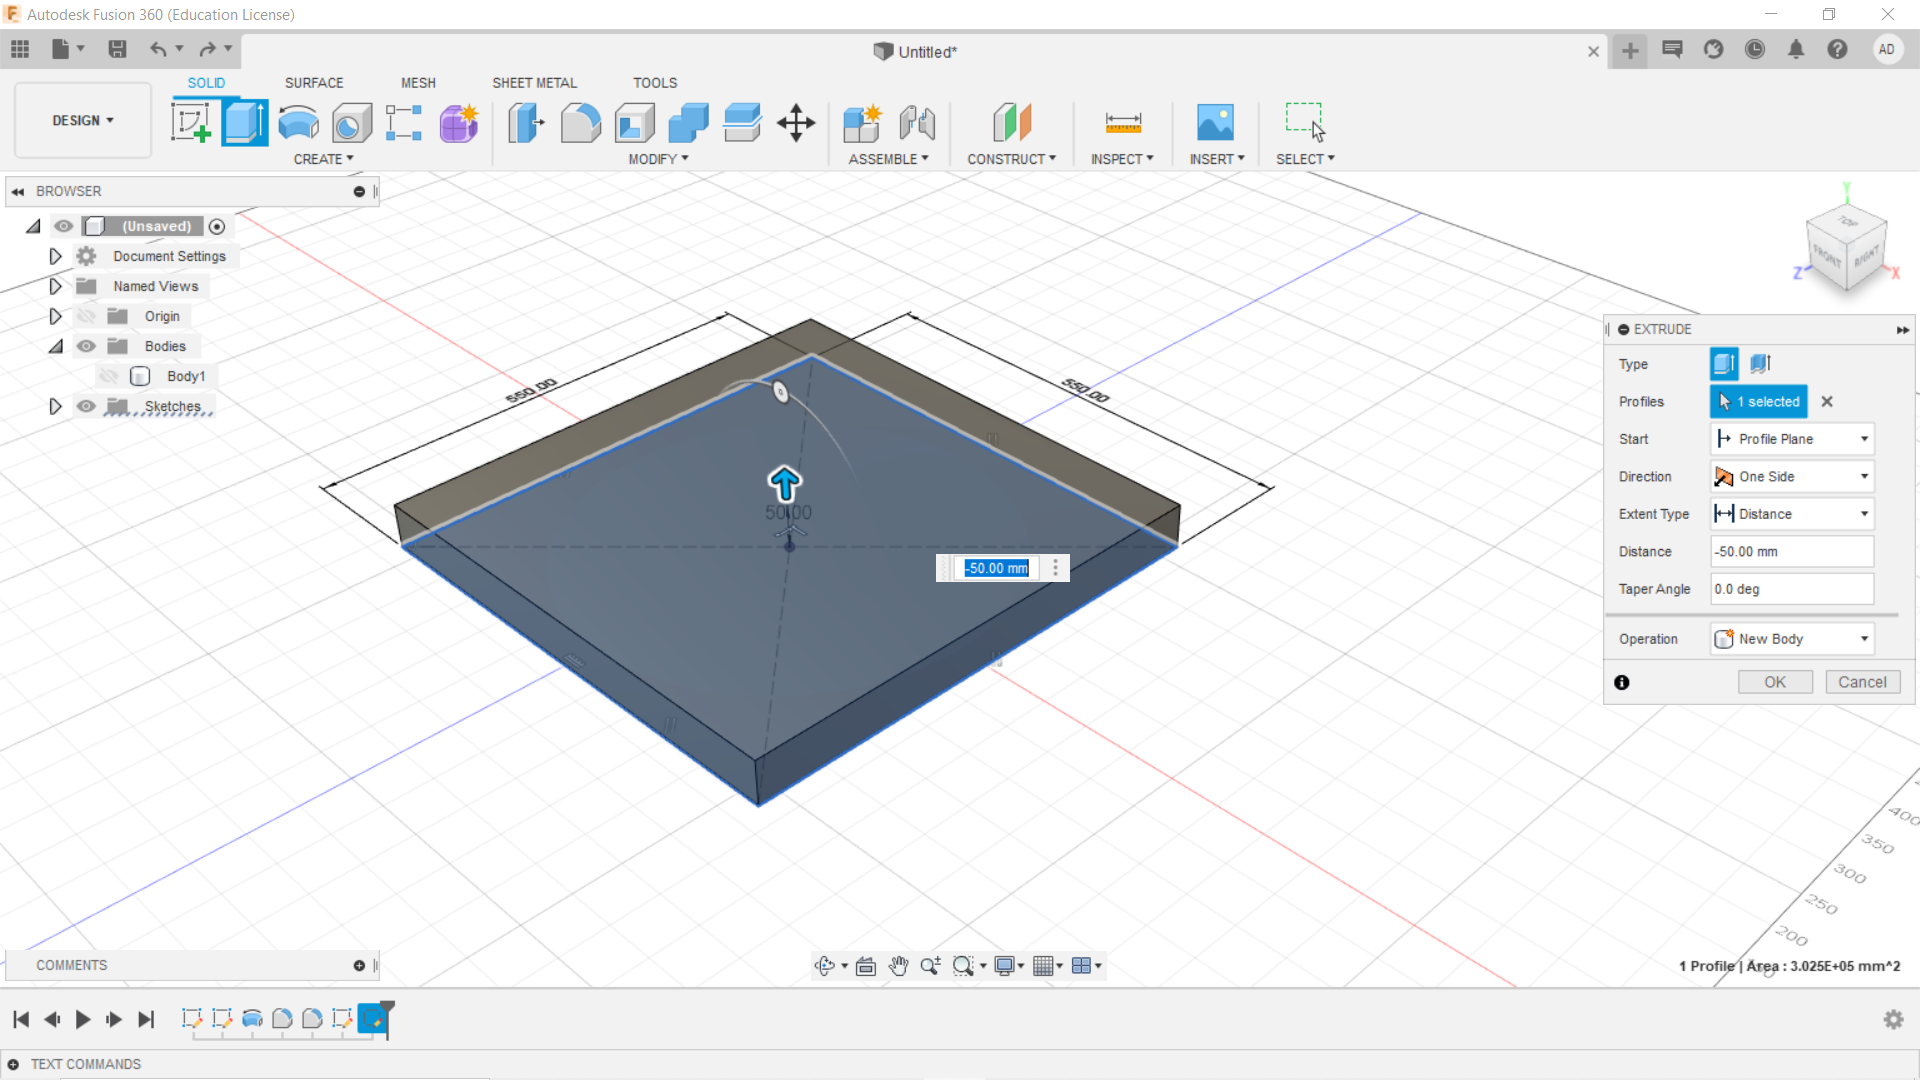 Autodesk Fusion 360 (Education License)
Untitled*
AD
DESIGN
SOLID
SURFACE
MESH
SHEET METAL
TOOLS
CREATE
MODIFY
ASSEMBLE
CONSTRUCT
INSPECT
INSERT
SELECT
BROWSER
(Unsaved)
Document Settings
Named Views
Origin
Bodies
Body1
Sketches
Y
TOP
FRONT
RIGHT
Z
X
550.00
550.00
50.00
-50.00 mm
EXTRUDE
Type
Profiles
1 selected
Start
Profile Plane
Direction
One Side
Extent Type
Distance
Distance
-50.00 mm
Taper Angle
0.0 deg
Operation
New Body
OK
Cancel
400
350
300
250
200
COMMENTS
1 Profile | Area : 3.025E+05 mm^2
TEXT COMMANDS